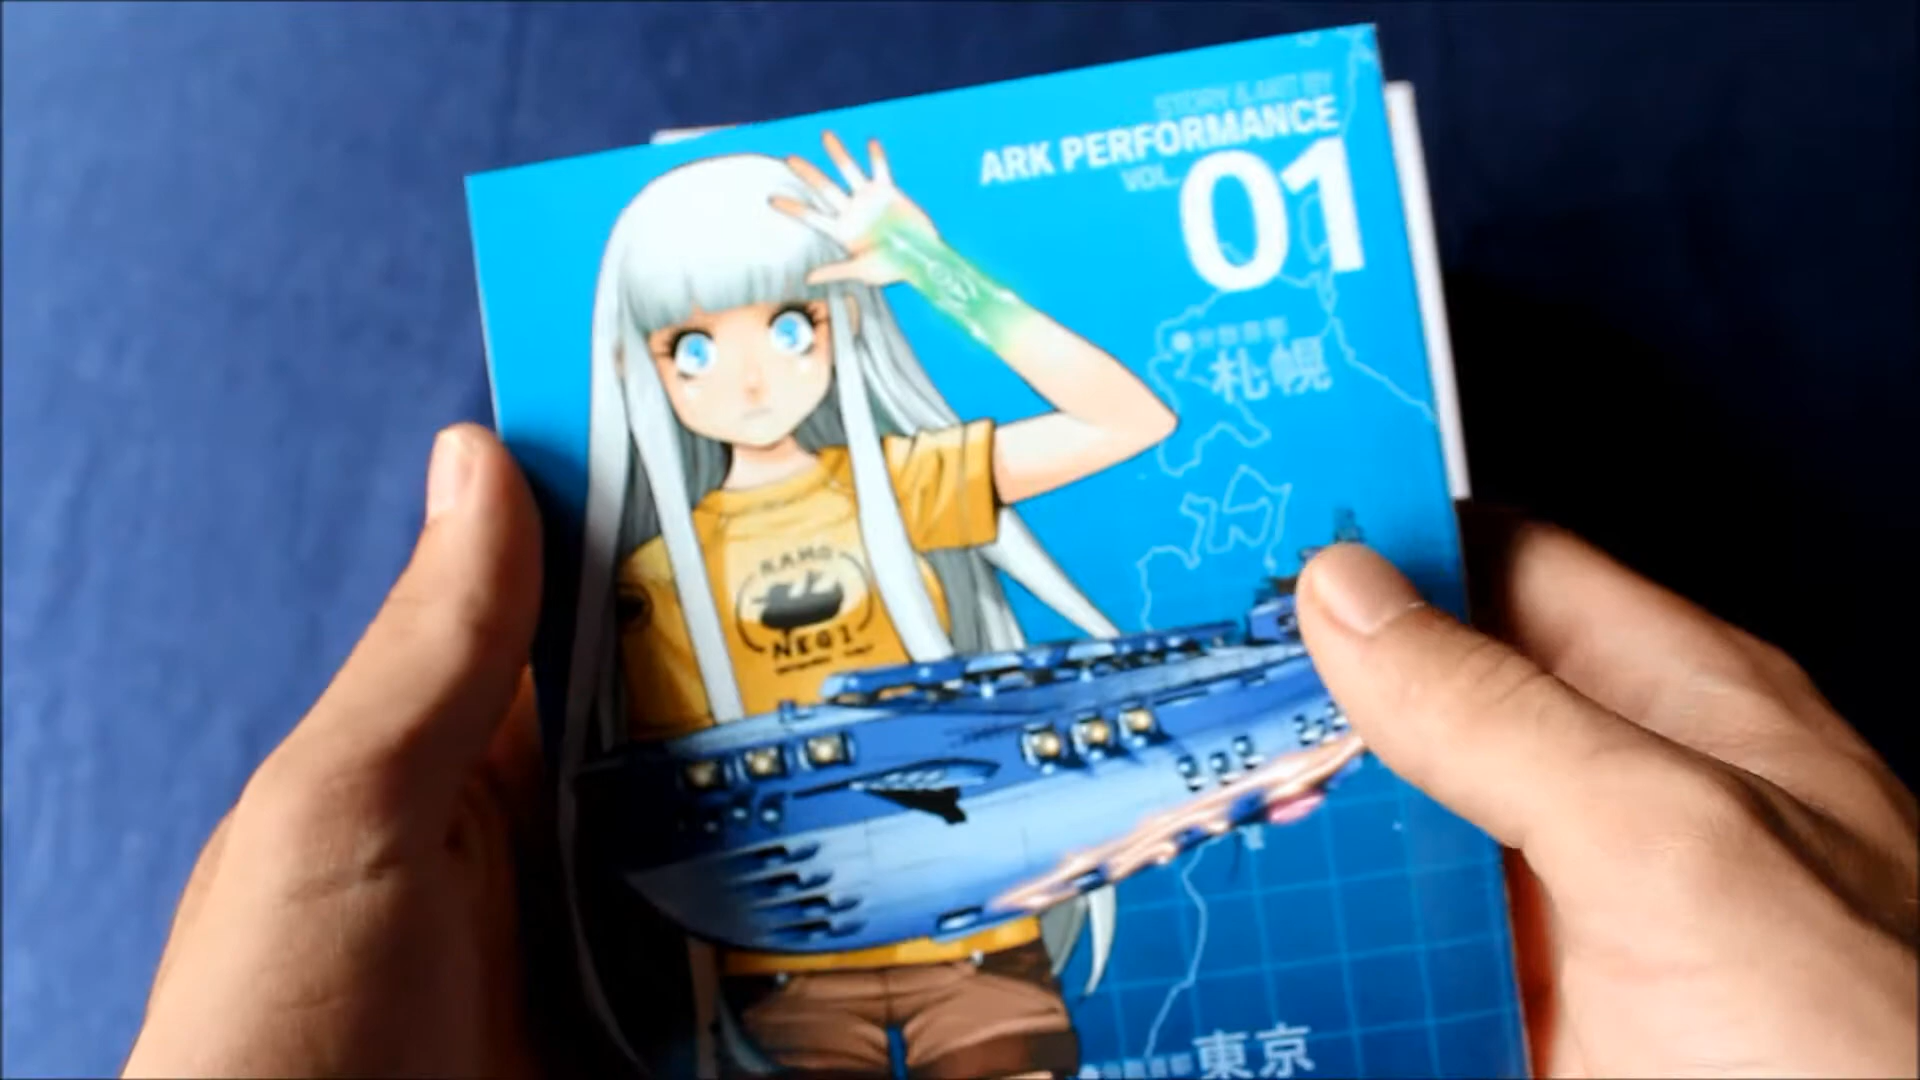 STORY & ART BY
ARK PERFORMANCE
VOL. 01
札幌
KAMO
NEGI
東京